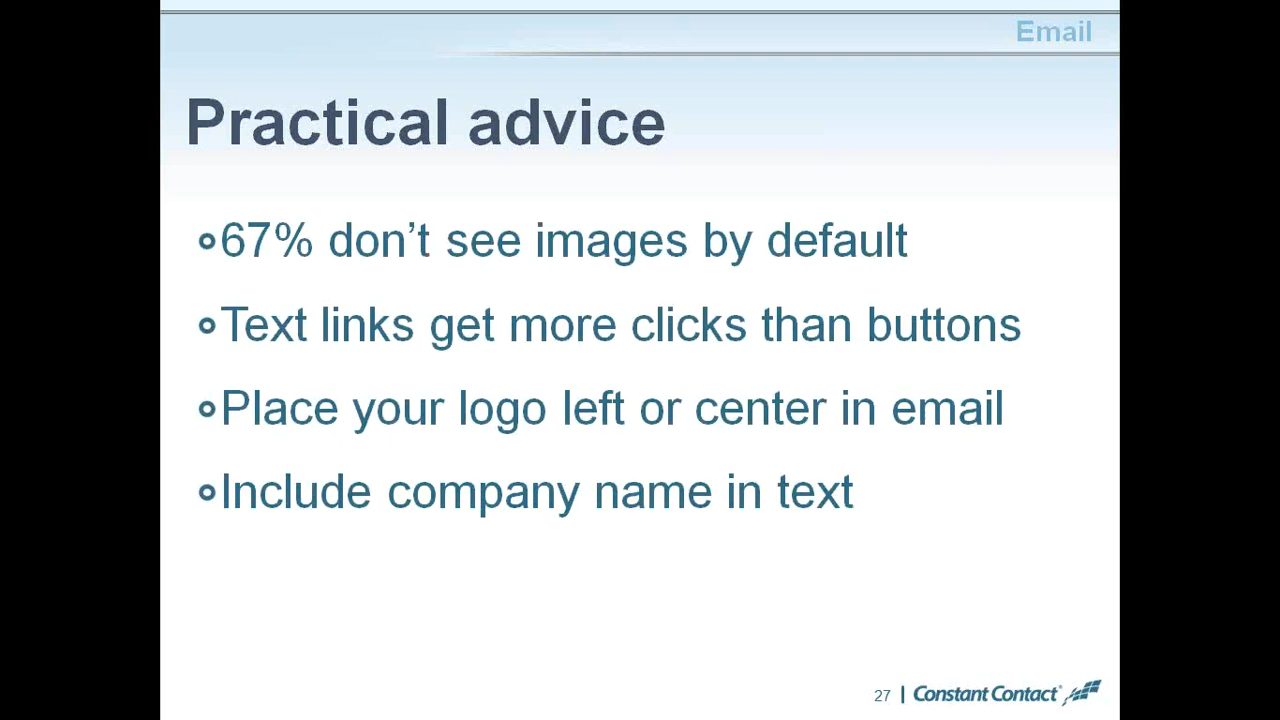 Email
Practical advice
67% don’t see images by default
Text links get more clicks than buttons
Place your logo left or center in email
Include company name in text
27 | Constant Contact®